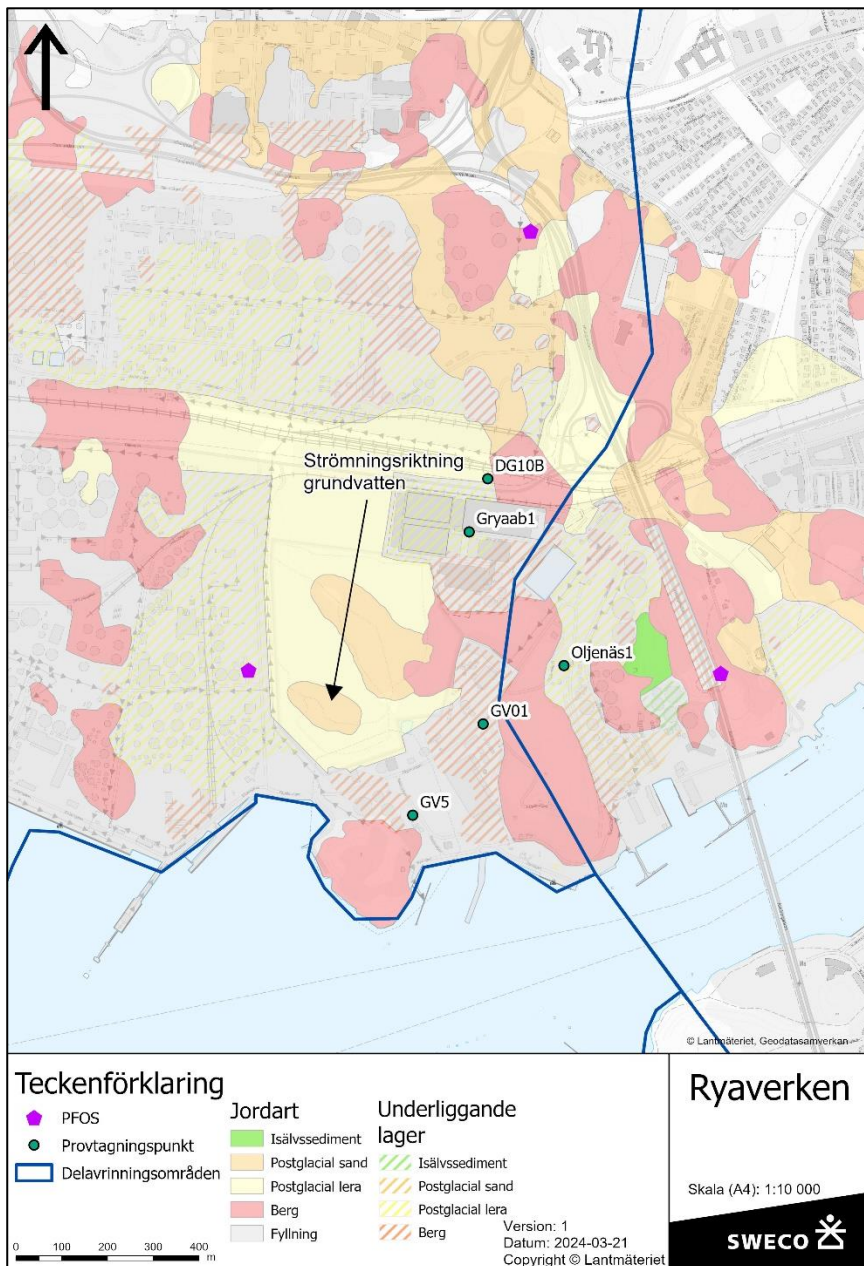 DG10B
Strömningsriktning
grundvatten
Gryaab1
Oljenäs1
GV01
GV5
© Lantmäteriet, Geodatasamverkan
Teckenförklaring
PFOS
Provtagningspunkt
Delavrinningsområden
0 100 200 300 400
m
Jordart
Isälvssediment
Postglacial sand
Postglacial lera
Berg
Fyllning
Underliggande
lager
Isälvssediment
Postglacial sand
Postglacial lera
Berg
Version: 1
Datum: 2024-03-21
Copyright © Lantmäteriet
Ryaverken
Skala (A4): 1:10 000
SWECO